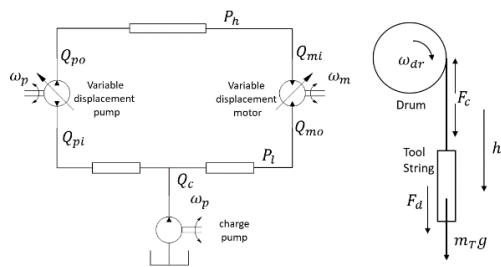 P_h
Q_po
Q_mi
ω_p
Variable
displacement
pump
Variable
displacement
motor
ω_m
Q_pi
Q_mo
P_l
Q_c
ω_p
charge
pump
ω_dr
Drum
F_c
Tool
String
h
F_d
m_T g